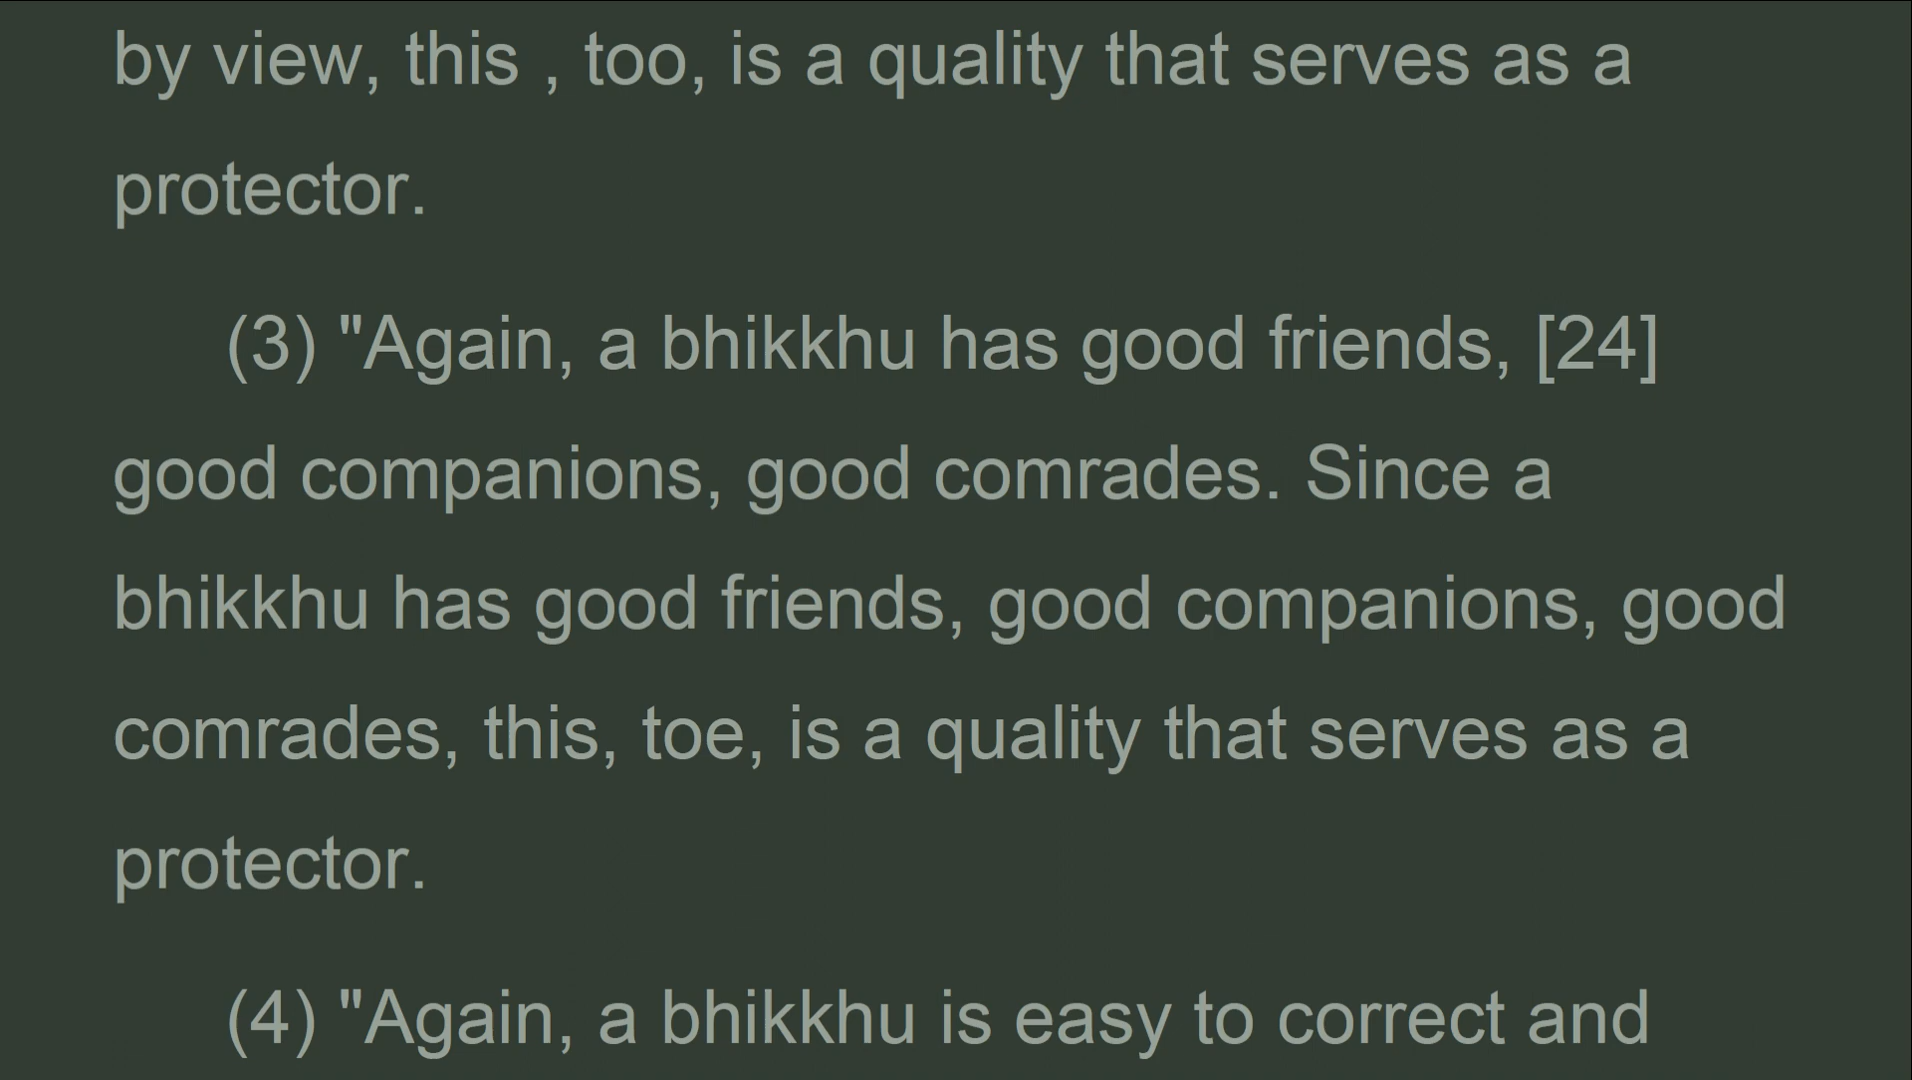 by view, this , too, is a quality that serves as a
protector.
(3) "Again, a bhikkhu has good friends, [24]
good companions, good comrades. Since a
bhikkhu has good friends, good companions, good
comrades, this, toe, is a quality that serves as a
protector.
(4) "Again, a bhikkhu is easy to correct and